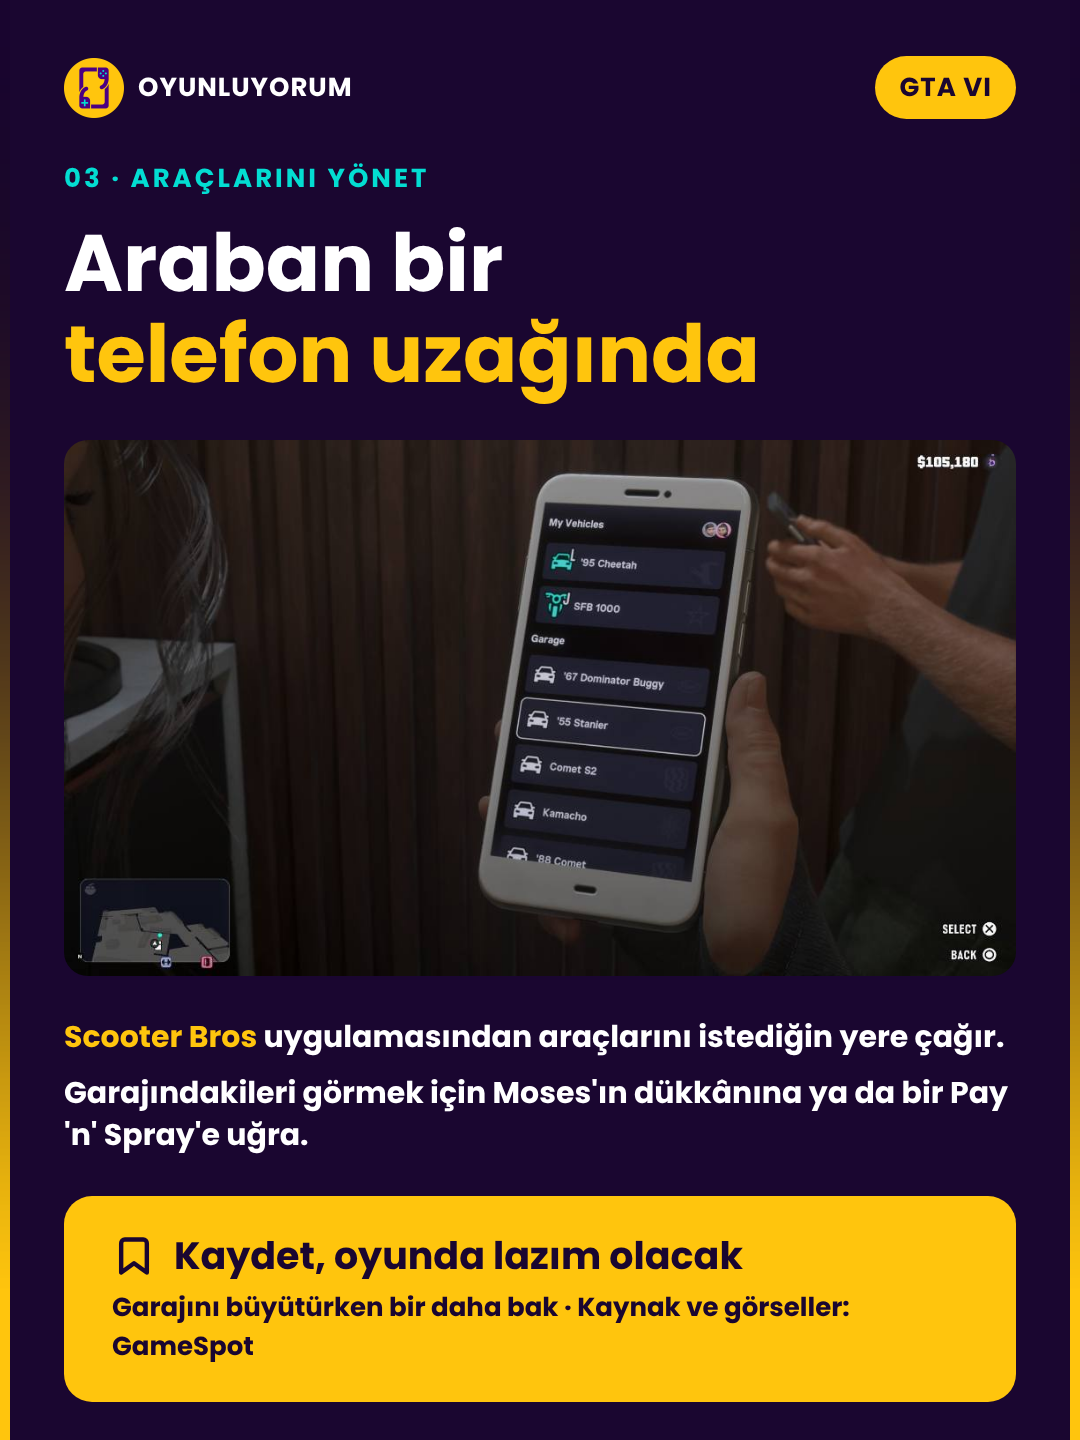 OYUNLUYORUM
GTA VI
03 · ARAÇLARINI YÖNET
Araban bir
telefon uzağında
$105,180
My Vehicles
L
'95 Cheetah
J
SFB 1000
Garage
'67 Dominator Buggy
'55 Stanier
Comet S2
Kamacho
'88 Comet
N
SELECT
BACK
Scooter Bros uygulamasından araçlarını istediğin yere çağır.
Garajındakileri görmek için Moses'ın dükkânına ya da bir Pay
'n' Spray'e uğra.
Kaydet, oyunda lazım olacak
Garajını büyütürken bir daha bak · Kaynak ve görseller:
GameSpot